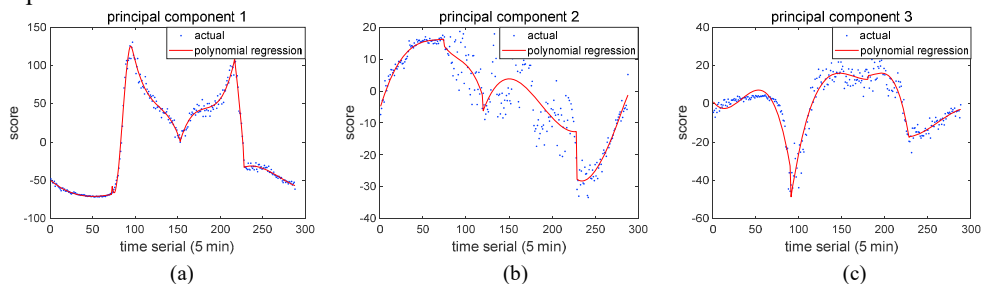 principal component 1
150
100
50
0
-50
-100
score
actual
polynomial regression
0 50 100 150 200 250 300
time serial (5 min)
(a)
principal component 2
20
10
0
-10
-20
-30
40
score
actual
polynomial regression
0 50 100 150 200 250 300
time serial (5 min)
(b)
principal component 3
40
20
0
-20
-40
-60
score
actual
polynomial regression
0 50 100 150 200 250 300
time serial (5 min)
(c)